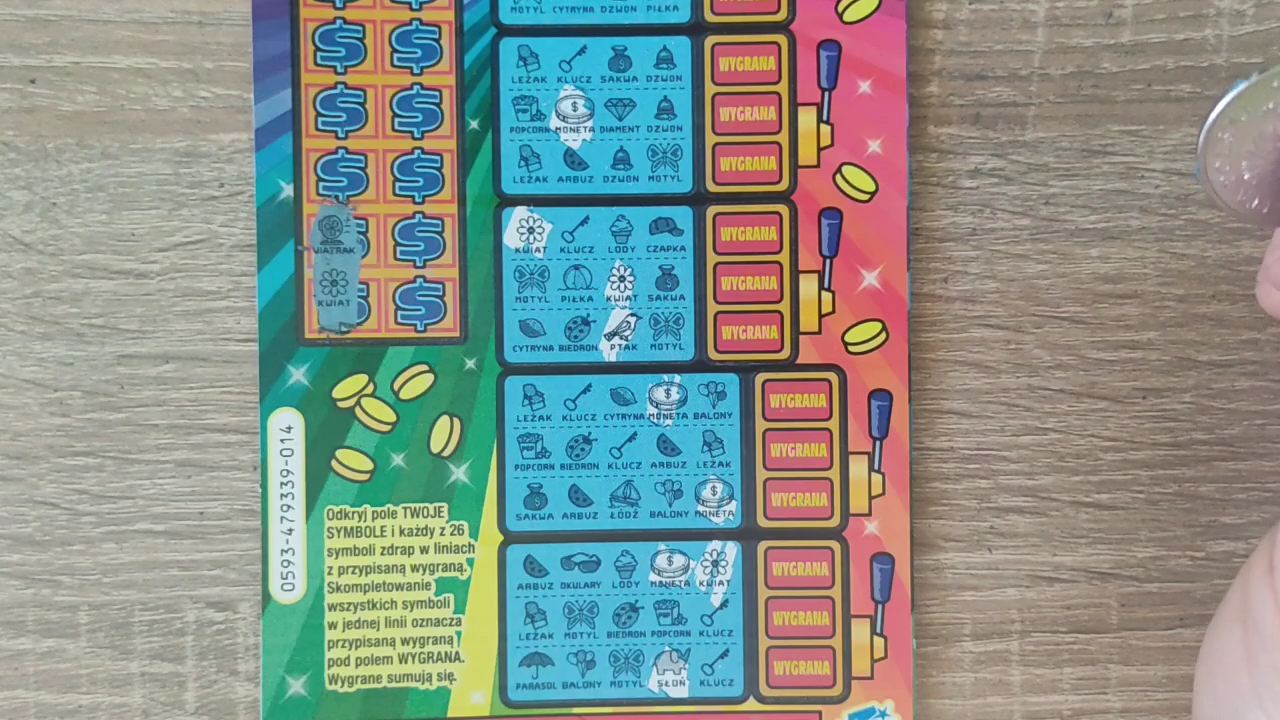 MOTYL CYTRYNA DZWON PIŁKA
LEŻAK KLUCZ SAKWA DZWON
WYGRANA
POPCORN MONETA DIAMENT DZWON
WYGRANA
LEŻAK ARBUZ DZWON MOTYL
WYGRANA
WIATRAK
KWIAT
KWIAT KLUCZ LODY CZAPKA
WYGRANA
MOTYL PIŁKA KWIAT SAKWA
WYGRANA
CYTRYNA BIEDRON PTAK MOTYL
WYGRANA
LEŻAK KLUCZ CYTRYNA MONETA BALONY
WYGRANA
POPCORN BIEDRON KLUCZ ARBUZ LEŻAK
WYGRANA
SAKWA ARBUZ ŁÓDŹ BALONY MONETA
WYGRANA
ARBUZ OKULARY LODY MONETA KWIAT
WYGRANA
LEŻAK MOTYL BIEDRON POPCORN KLUCZ
WYGRANA
PARASOL BALONY MOTYL SŁOŃ KLUCZ
WYGRANA
0593-479339-014
Odkryj pole TWOJE
SYMBOLE i każdy z 26
symboli zdrap w liniach
z przypisaną wygraną.
Skompletowanie
wszystkich symboli
w jednej linii oznacza
przypisaną wygraną
pod polem WYGRANA.
Wygrane sumują się.